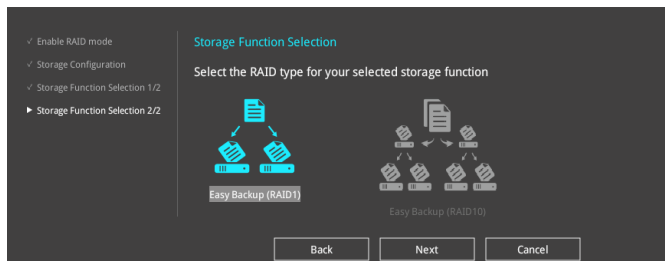 ✓ Enable RAID mode
✓ Storage Configuration
✓ Storage Function Selection 1/2
▶ Storage Function Selection 2/2
Storage Function Selection
Select the RAID type for your selected storage function
Easy Backup (RAID1)
Easy Backup (RAID10)
Back
Next
Cancel